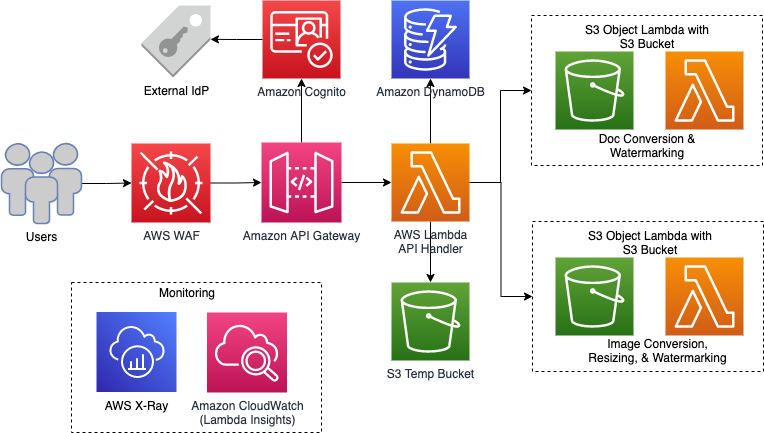 S3 Object Lambda with
S3 Bucket
External IdP
Amazon Cognito
Amazon DynamoDB
Doc Conversion &
Watermarking
Users
AWS WAF
Amazon API Gateway
AWS Lambda
API Handler
S3 Object Lambda with
S3 Bucket
Monitoring
Image Conversion,
Resizing, & Watermarking
S3 Temp Bucket
AWS X-Ray
Amazon CloudWatch
(Lambda Insights)